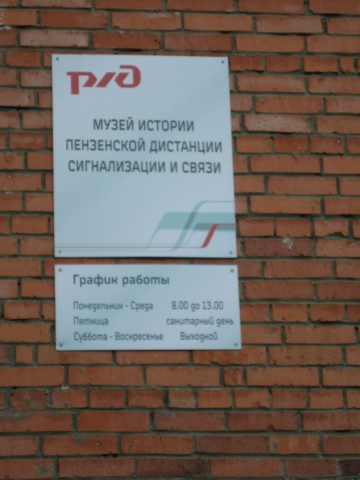 РЖД
МУЗЕЙ ИСТОРИИ
ПЕНЗЕНСКОЙ ДИСТАНЦИИ
СИГНАЛИЗАЦИИ И СВЯЗИ
График работы
Понедельник - Среда 8.00 до 13.00
Пятница санитарный день
Суббота - Воскресенье Выходной